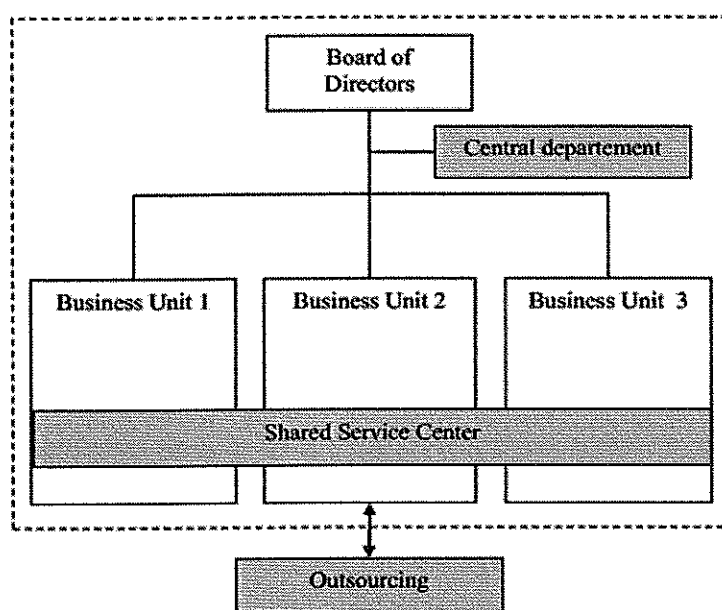 Board of
Directors
Central departement
Business Unit 1
Business Unit 2
Business Unit 3
Shared Service Center
Outsourcing